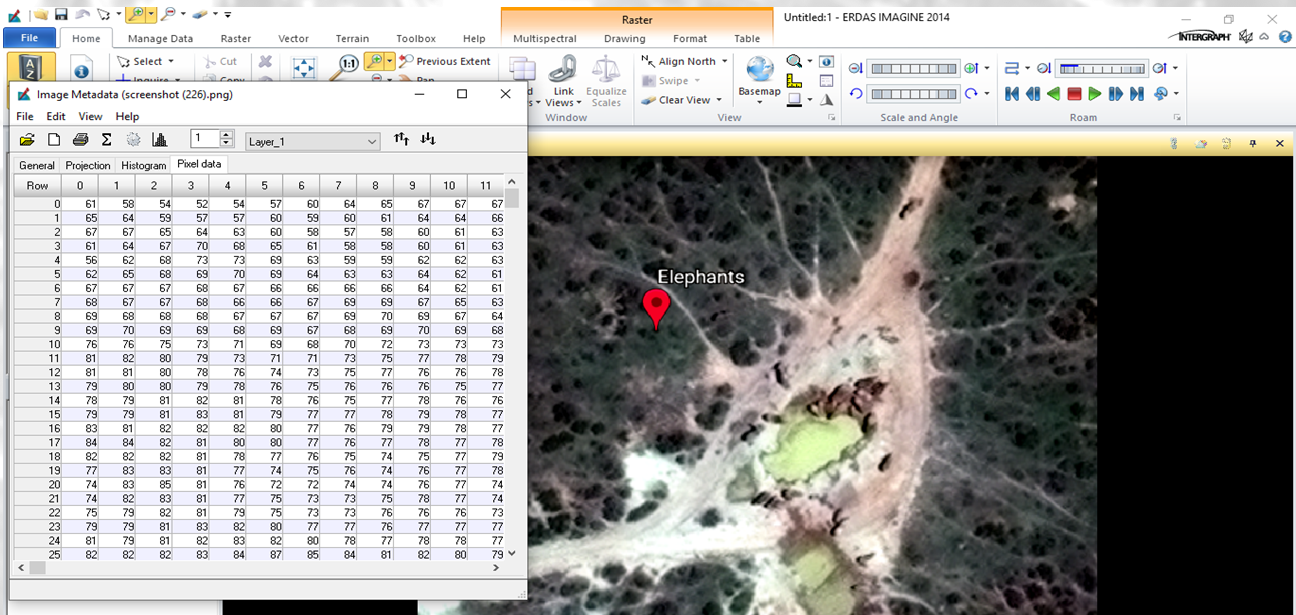 Raster
Untitled:1 - ERDAS IMAGINE 2014
File Home Manage Data Raster Vector Terrain Toolbox Help Multispectral Drawing Format Table
INTERGRAPH
Select Cut Previous Extent Align North
Inquire Copy Pan Link Equalize Swipe Basemap
Views Scales Clear View
Window View Scale and Angle Roam
Image Metadata (screenshot (226).png)
File Edit View Help
1 Layer_1
General Projection Histogram Pixel data
Row 0 1 2 3 4 5 6 7 8 9 10 11
0 61 58 54 52 54 57 60 64 65 67 67 67
1 65 64 59 57 57 60 59 60 61 64 64 66
2 67 67 65 64 63 60 58 57 58 60 61 63
3 61 64 67 70 68 65 61 58 58 60 61 63
4 56 62 68 73 73 69 63 59 59 62 62 63
5 62 65 68 69 70 69 64 63 63 64 62 61
6 67 67 67 68 67 66 66 66 66 64 62 61
7 68 67 67 68 66 66 67 69 69 67 65 63
8 69 68 68 68 67 67 67 69 70 69 67 64
9 69 70 69 69 68 69 67 68 69 70 69 68
10 76 76 75 73 71 69 68 70 72 73 73 73
11 81 82 80 79 73 71 71 73 75 77 78 79
12 81 81 80 78 76 74 73 75 77 76 76 78
13 79 80 80 79 78 76 75 76 76 76 75 77
14 78 79 81 82 81 78 76 75 77 78 76 76
15 79 79 81 83 81 79 77 77 78 79 78 77
16 83 81 82 82 82 80 77 76 79 79 78 77
17 84 84 82 81 80 80 77 76 77 78 77 78
18 82 82 82 81 78 77 76 75 74 75 77 79
19 77 83 83 81 77 74 75 76 74 76 77 78
20 74 83 85 81 76 72 72 74 74 76 77 74
21 74 82 83 81 77 75 73 73 75 78 77 74
22 75 79 82 81 79 75 73 73 76 76 76 73
23 79 79 81 83 82 80 77 77 76 77 77 77
24 81 79 81 82 83 82 80 78 77 78 78 77
25 82 82 82 83 84 87 85 84 81 82 80 79
Elephants